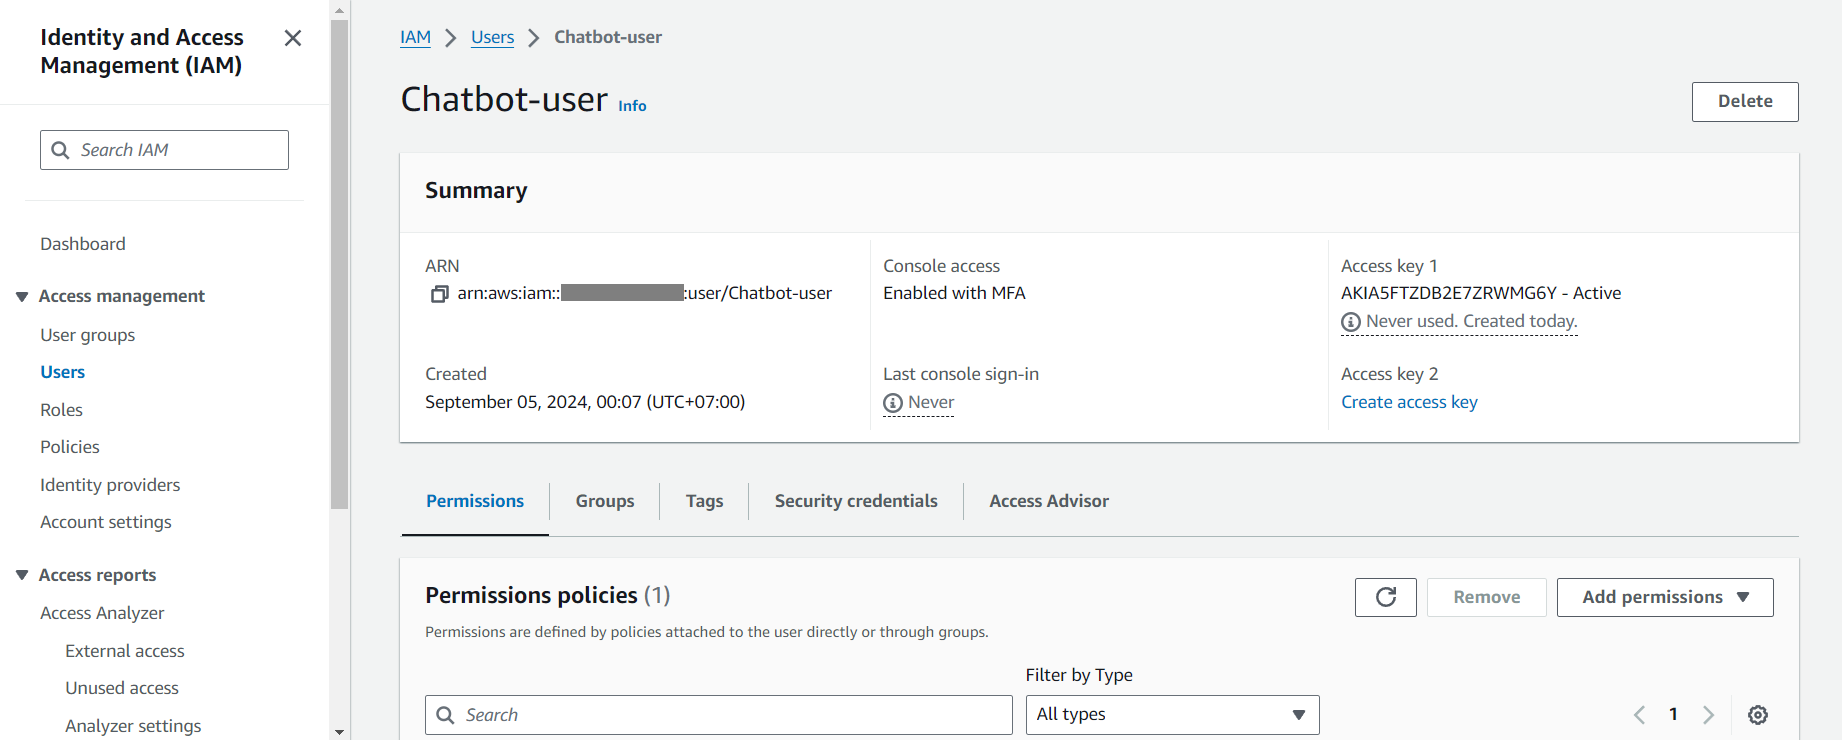 Identity and Access
Management (IAM)
Search IAM
Dashboard
Access management
User groups
Users
Roles
Policies
Identity providers
Account settings
Access reports
Access Analyzer
External access
Unused access
Analyzer settings
IAM > Users > Chatbot-user
Chatbot-user Info
Delete
Summary
ARN
arn:aws:iam:::user/Chatbot-user
Created
September 05, 2024, 00:07 (UTC+07:00)
Console access
Enabled with MFA
Last console sign-in
Never
Access key 1
AKIA5FTZDB2E7ZRWMG6Y - Active
Never used. Created today.
Access key 2
Create access key
Permissions
Groups
Tags
Security credentials
Access Advisor
Permissions policies (1)
Remove
Add permissions
Permissions are defined by policies attached to the user directly or through groups.
Filter by Type
Search
All types
1